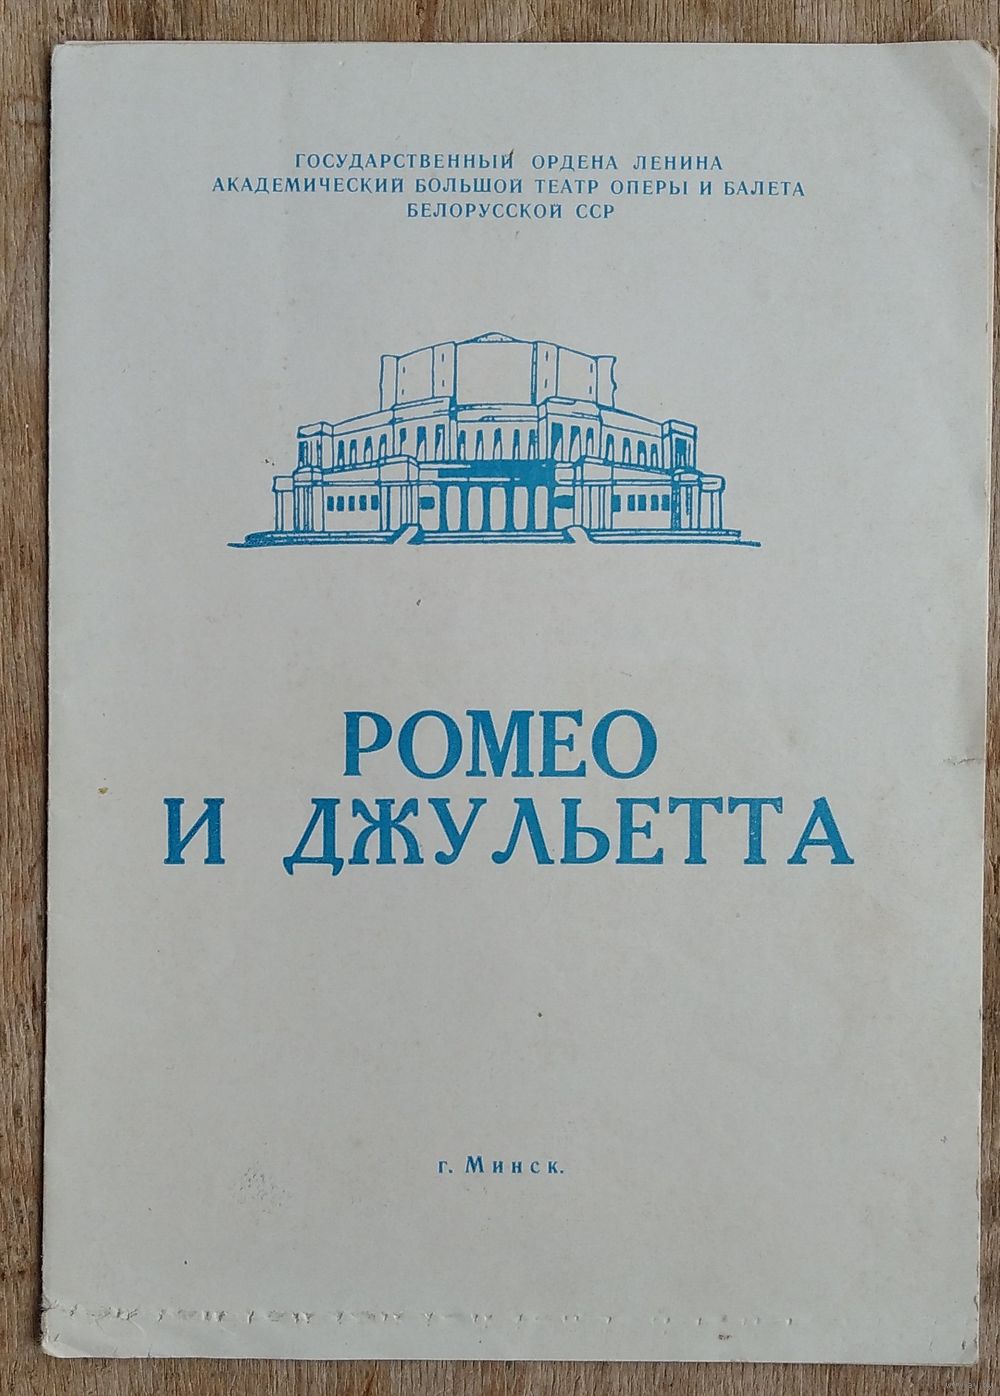 ГОСУДАРСТВЕННЫЙ ОРДЕНА ЛЕНИНА
АКАДЕМИЧЕСКИЙ БОЛЬШОЙ ТЕАТР ОПЕРЫ И БАЛЕТА
БЕЛОРУССКОЙ ССР
РОМЕО
И ДЖУЛЬЕТТА
г. Минск.